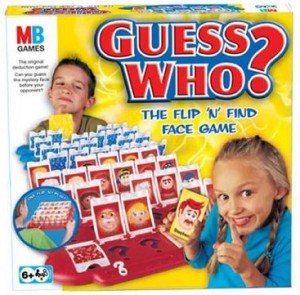 MB
GAMES
The original
deduction game!
Can you guess
the mystery face
before your
opponent?
GUESS
WHO?
THE FLIP 'N' FIND
FACE GAME
6+